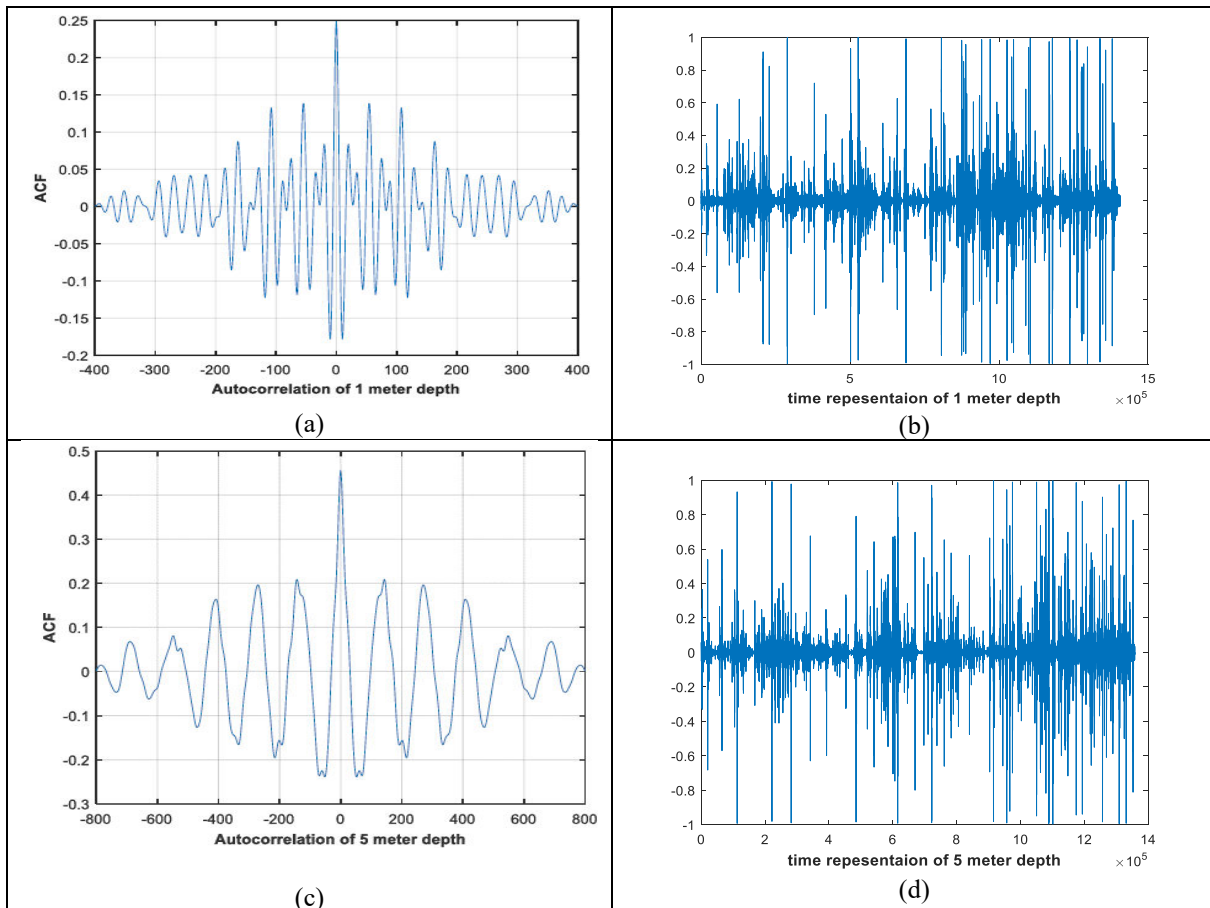 0.25
0.2
0.15
0.1
0.05
0
-0.05
-0.1
-0.15
-0.2
ACF
-400 -300 -200 -100 0 100 200 300 400
Autocorrelation of 1 meter depth
(a)
1
0.8
0.6
0.4
0.2
0
-0.2
-0.4
-0.6
-0.8
-1
0 5 10 15
time repesentaion of 1 meter depth ×10⁵
(b)
0.5
0.4
0.3
0.2
0.1
0
-0.1
-0.2
-0.3
ACF
-800 -600 -400 -200 0 200 400 600 800
Autocorrelation of 5 meter depth
(c)
1
0.8
0.6
0.4
0.2
0
-0.2
-0.4
-0.6
-0.8
-1
0 2 4 6 8 10 12 14
time repesentaion of 5 meter depth ×10⁵
(d)